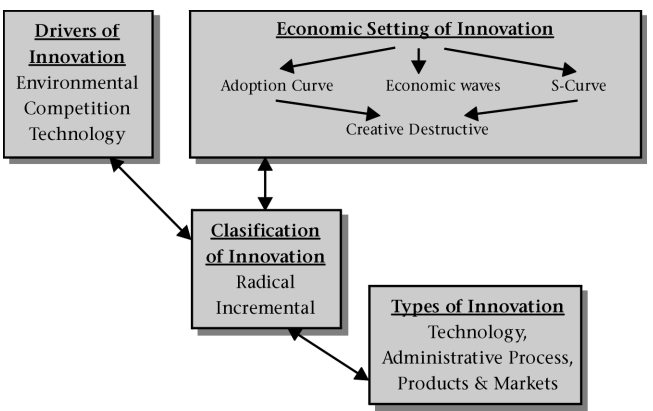 Drivers of
Innovation
Environmental
Competition
Technology
Economic Setting of Innovation
Adoption Curve
Economic waves
S-Curve
Creative Destructive
Clasification
of Innovation
Radical
Incremental
Types of Innovation
Technology,
Administrative Process,
Products & Markets